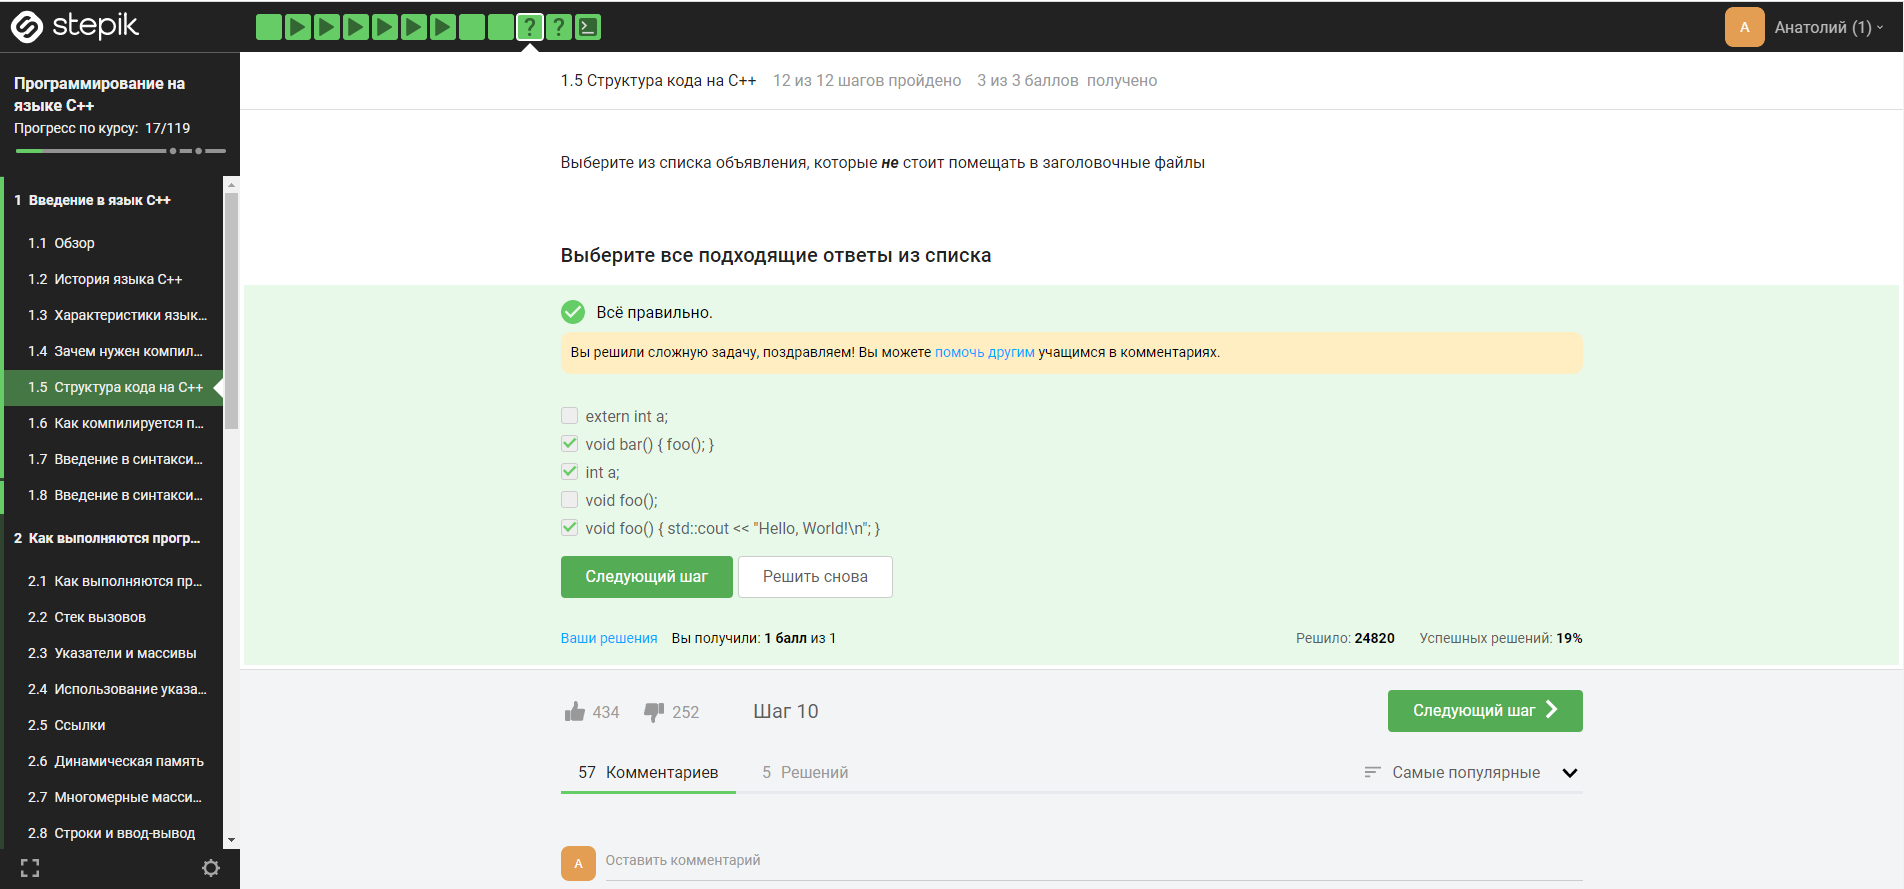 stepik
? ?
А Анатолий (1)
Программирование на
языке C++
Прогресс по курсу: 17/119
1 Введение в язык C++
1.1 Обзор
1.2 История языка C++
1.3 Характеристики язык...
1.4 Зачем нужен компил...
1.5 Структура кода на C++
1.6 Как компилируется п...
1.7 Введение в синтакси...
1.8 Введение в синтакси...
2 Как выполняются прогр...
2.1 Как выполняются пр...
2.2 Стек вызовов
2.3 Указатели и массивы
2.4 Использование указа...
2.5 Ссылки
2.6 Динамическая память
2.7 Многомерные масси...
2.8 Строки и ввод-вывод
1.5 Структура кода на C++ 12 из 12 шагов пройдено 3 из 3 баллов получено
Выберите из списка объявления, которые не стоит помещать в заголовочные файлы
Выберите все подходящие ответы из списка
Всё правильно.
Вы решили сложную задачу, поздравляем! Вы можете помочь другим учащимся в комментариях.
extern int a;
void bar() { foo(); }
int a;
void foo();
void foo() { std::cout << "Hello, World!\n"; }
Следующий шаг Решить снова
Ваши решения Вы получили: 1 балл из 1 Решило: 24820 Успешных решений: 19%
434 252 Шаг 10 Следующий шаг
57 Комментариев 5 Решений Самые популярные
А Оставить комментарий